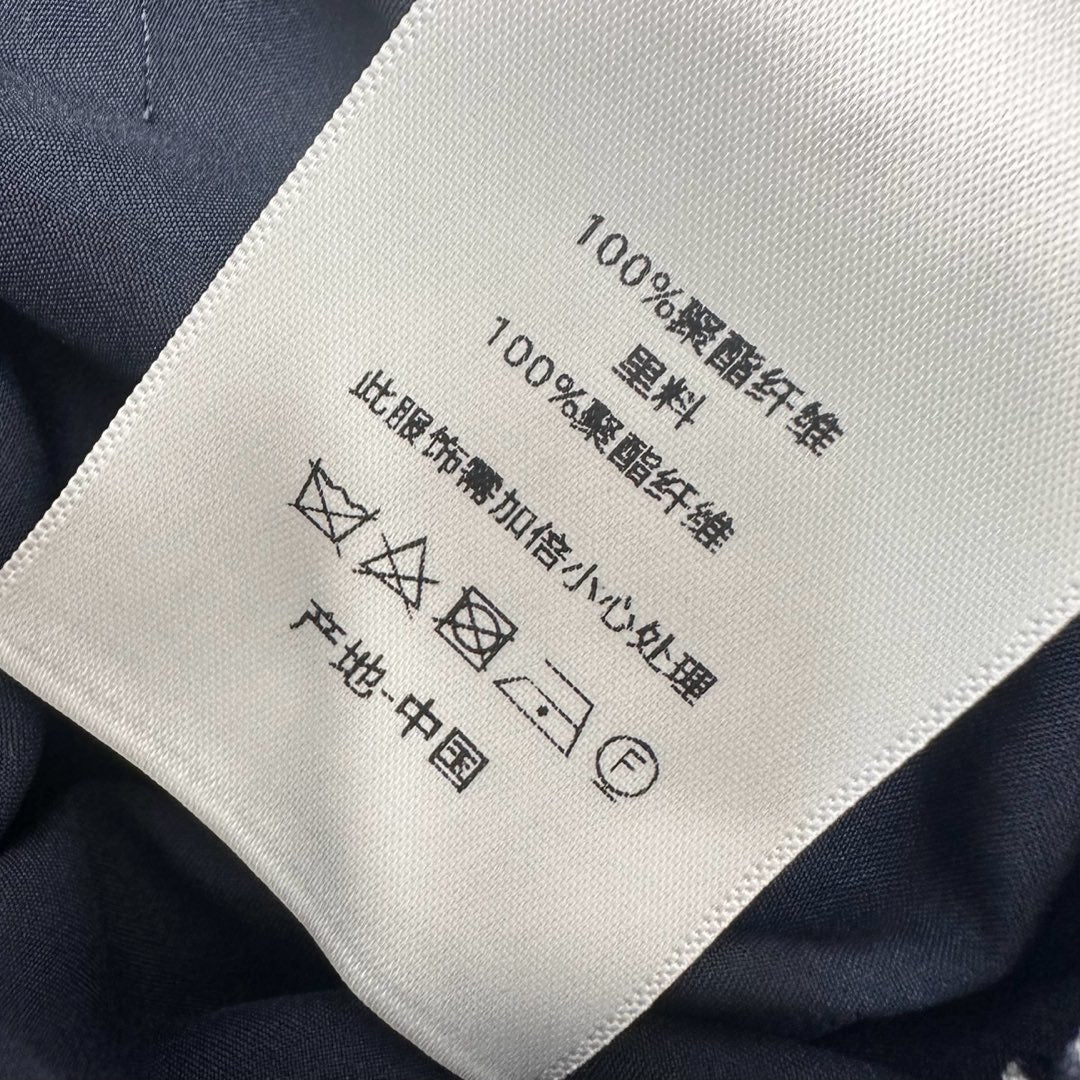 100%聚酯纤维
里料
100%聚酯纤维
此服饰需加倍小心处理
F
产地-中国